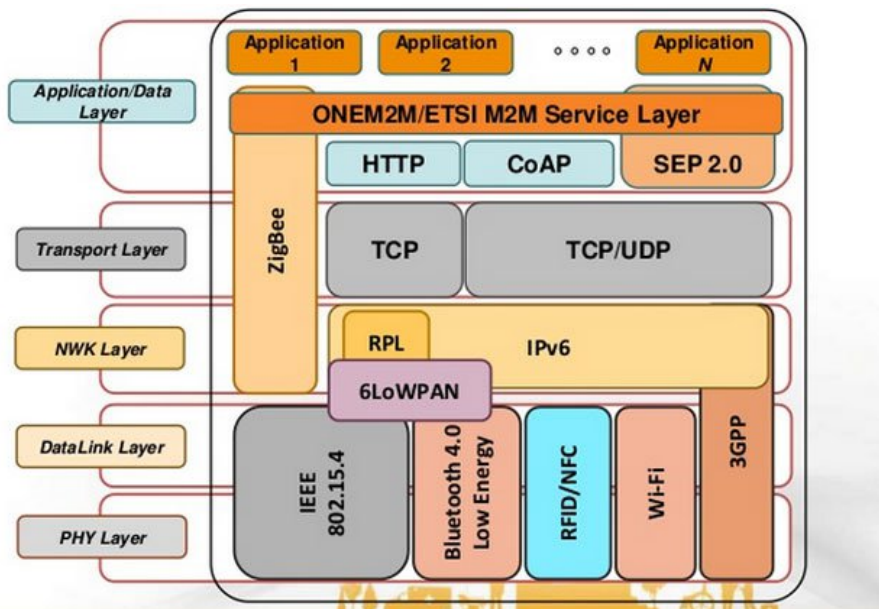 Application
1
Application
2
Application
N
Application/Data
Layer
ONEM2M/ETSI M2M Service Layer
HTTP
CoAP
SEP 2.0
ZigBee
Transport Layer
TCP
TCP/UDP
NWK Layer
RPL
IPv6
6LoWPAN
DataLink Layer
IEEE
802.15.4
Bluetooth 4.0
Low Energy
RFID/NFC
Wi-Fi
3GPP
PHY Layer